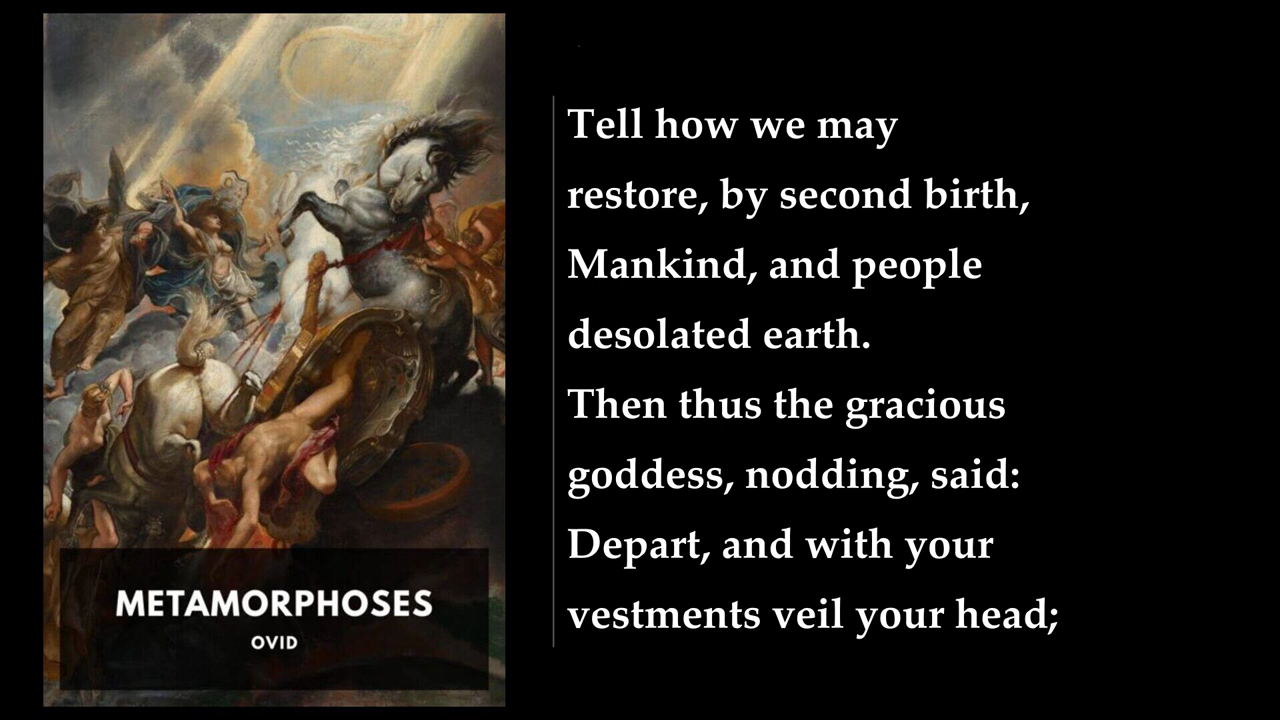 METAMORPHOSES
OVID
Tell how we may
restore, by second birth,
Mankind, and people
desolated earth.
Then thus the gracious
goddess, nodding, said:
Depart, and with your
vestments veil your head;